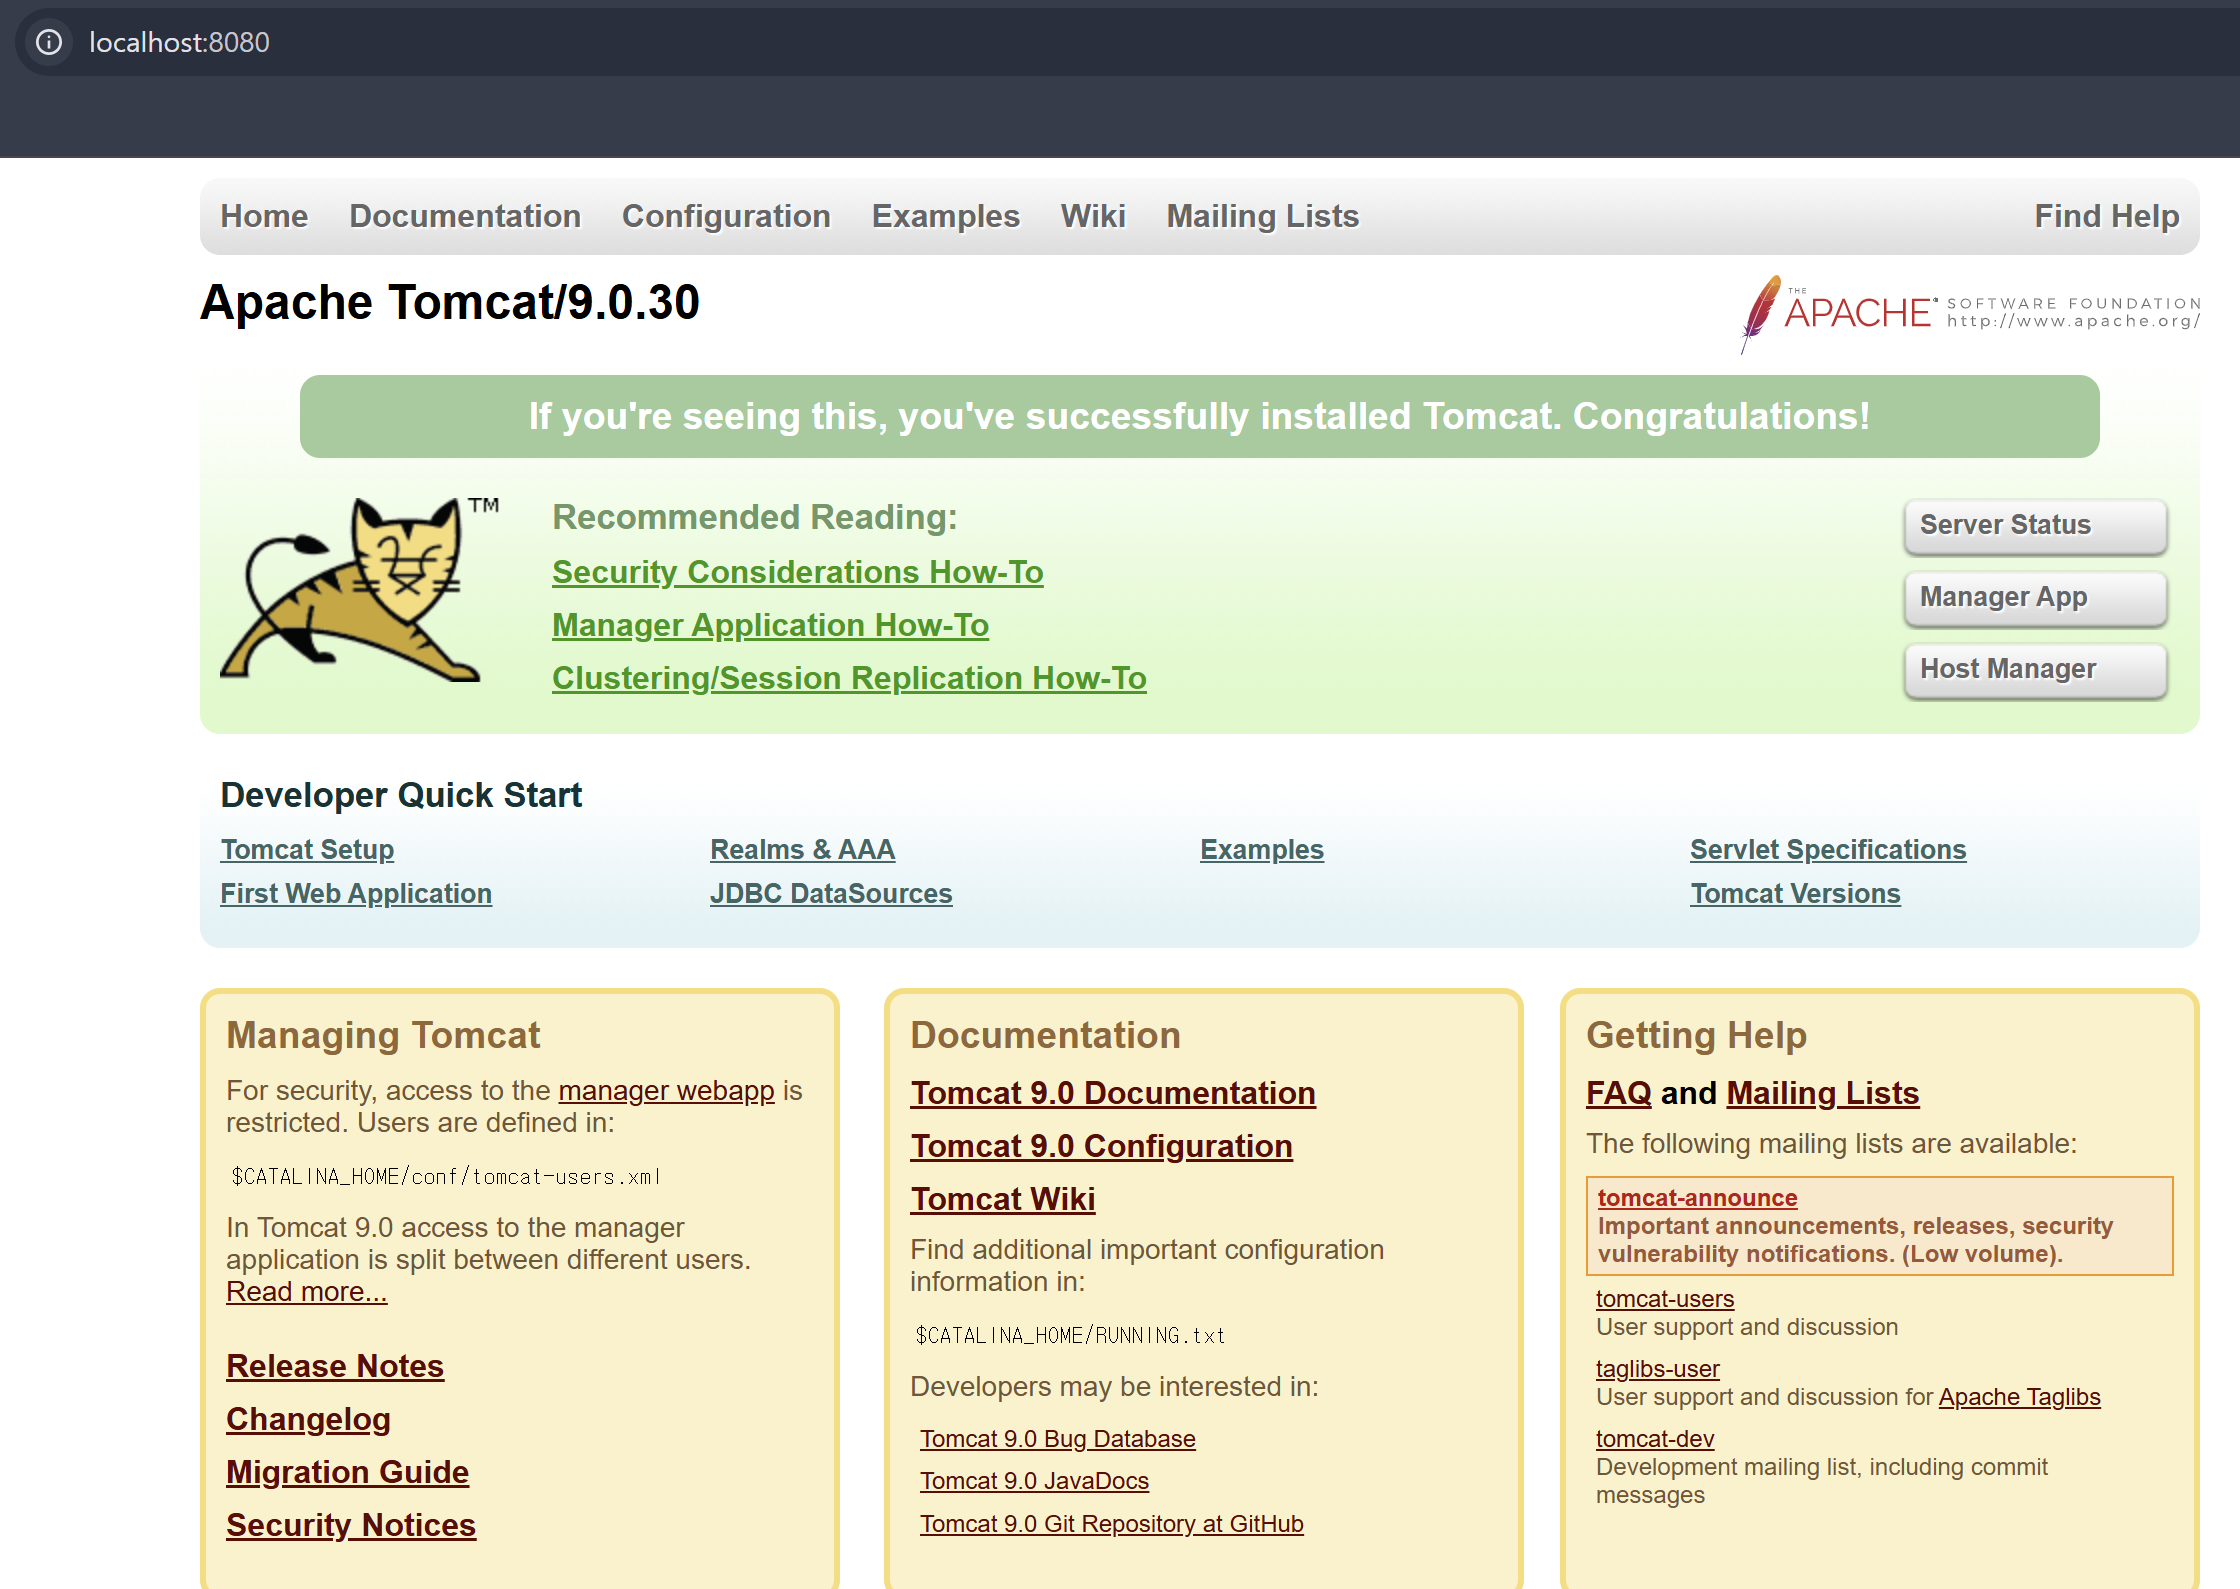 localhost:8080
Home Documentation Configuration Examples Wiki Mailing Lists Find Help
Apache Tomcat/9.0.30
THE APACHE® SOFTWARE FOUNDATION
http://www.apache.org/
If you're seeing this, you've successfully installed Tomcat. Congratulations!
TM
Recommended Reading:
Security Considerations How-To
Manager Application How-To
Clustering/Session Replication How-To
Server Status
Manager App
Host Manager
Developer Quick Start
Tomcat Setup
First Web Application
Realms & AAA
JDBC DataSources
Examples
Servlet Specifications
Tomcat Versions
Managing Tomcat
For security, access to the manager webapp is
restricted. Users are defined in:
$CATALINA_HOME/conf/tomcat-users.xml
In Tomcat 9.0 access to the manager
application is split between different users.
Read more...
Release Notes
Changelog
Migration Guide
Security Notices
Documentation
Tomcat 9.0 Documentation
Tomcat 9.0 Configuration
Tomcat Wiki
Find additional important configuration
information in:
$CATALINA_HOME/RUNNING.txt
Developers may be interested in:
Tomcat 9.0 Bug Database
Tomcat 9.0 JavaDocs
Tomcat 9.0 Git Repository at GitHub
Getting Help
FAQ and Mailing Lists
The following mailing lists are available:
tomcat-announce
Important announcements, releases, security
vulnerability notifications. (Low volume).
tomcat-users
User support and discussion
taglibs-user
User support and discussion for Apache Taglibs
tomcat-dev
Development mailing list, including commit
messages